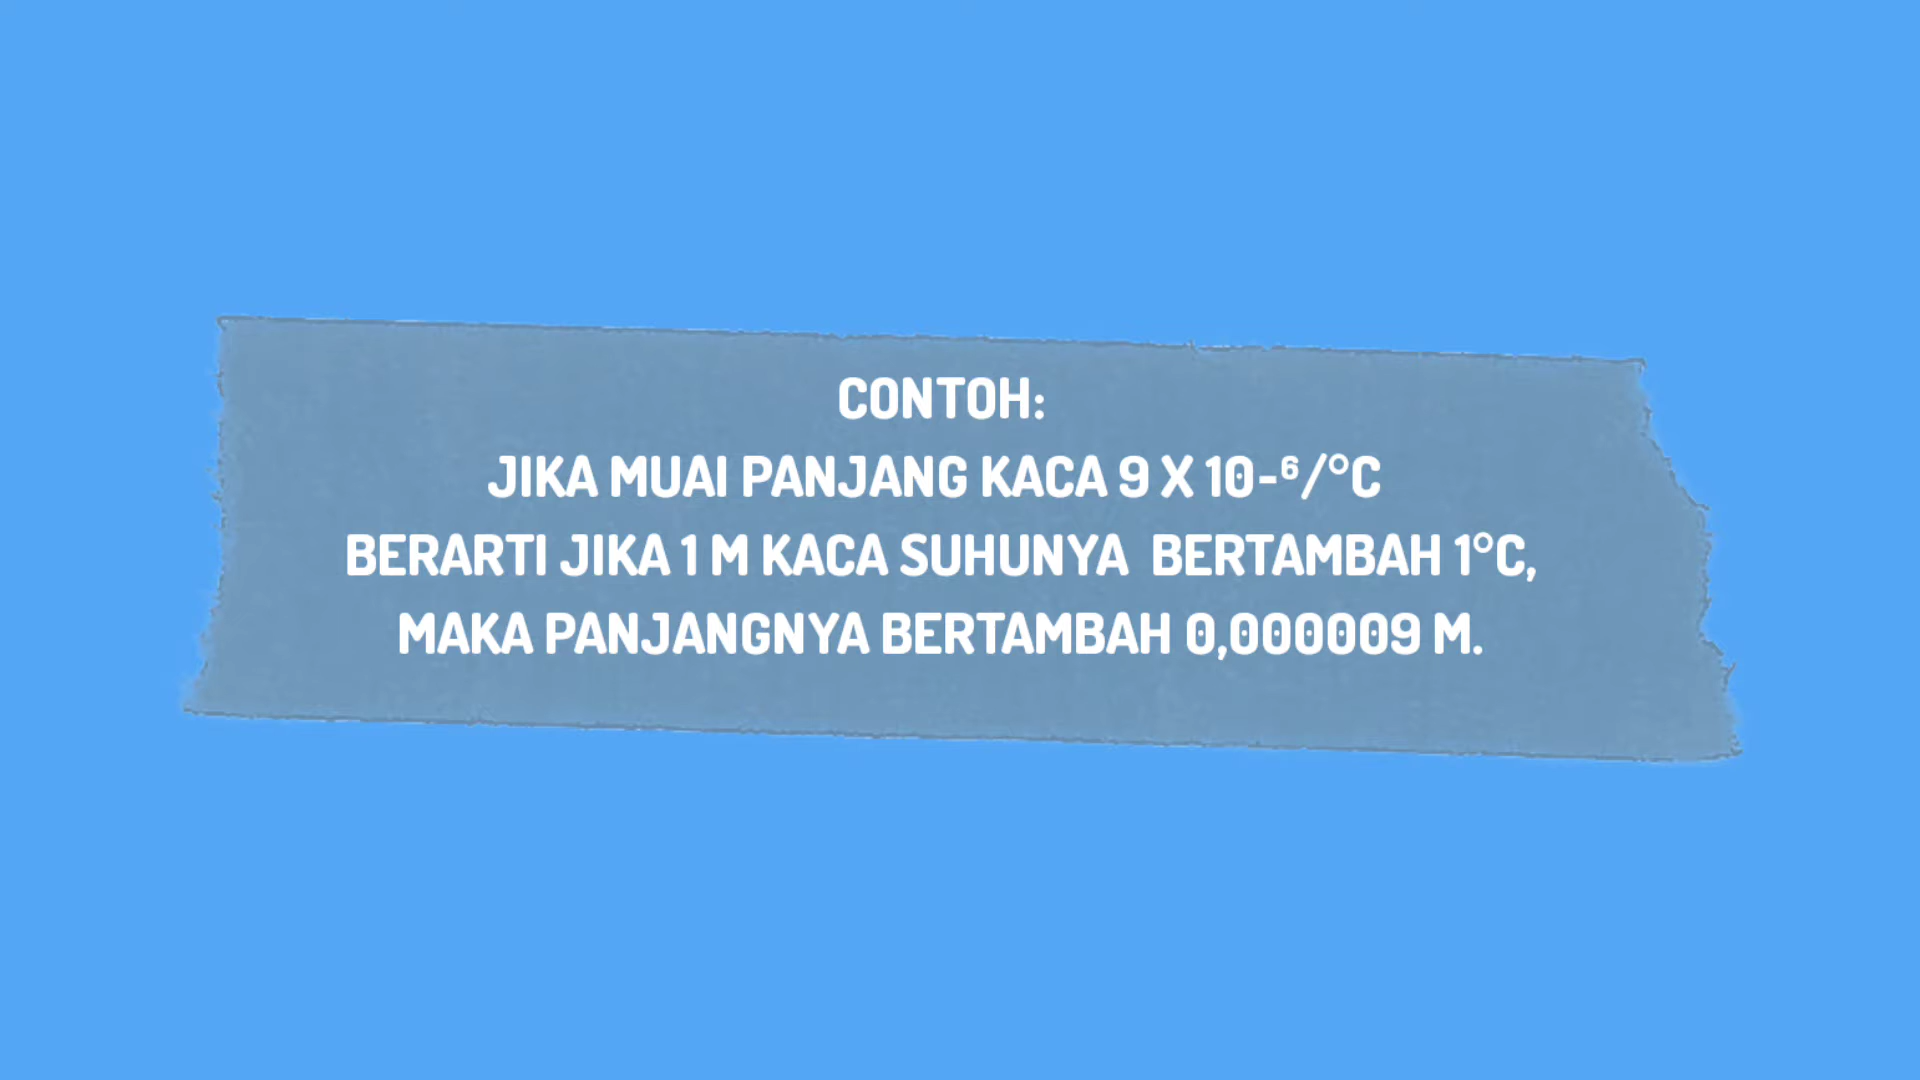 CONTOH:
JIKA MUAI PANJANG KACA 9 X 10-⁶/°C
BERARTI JIKA 1 M KACA SUHUNYA  BERTAMBAH 1°C,
MAKA PANJANGNYA BERTAMBAH 0,000009 M.